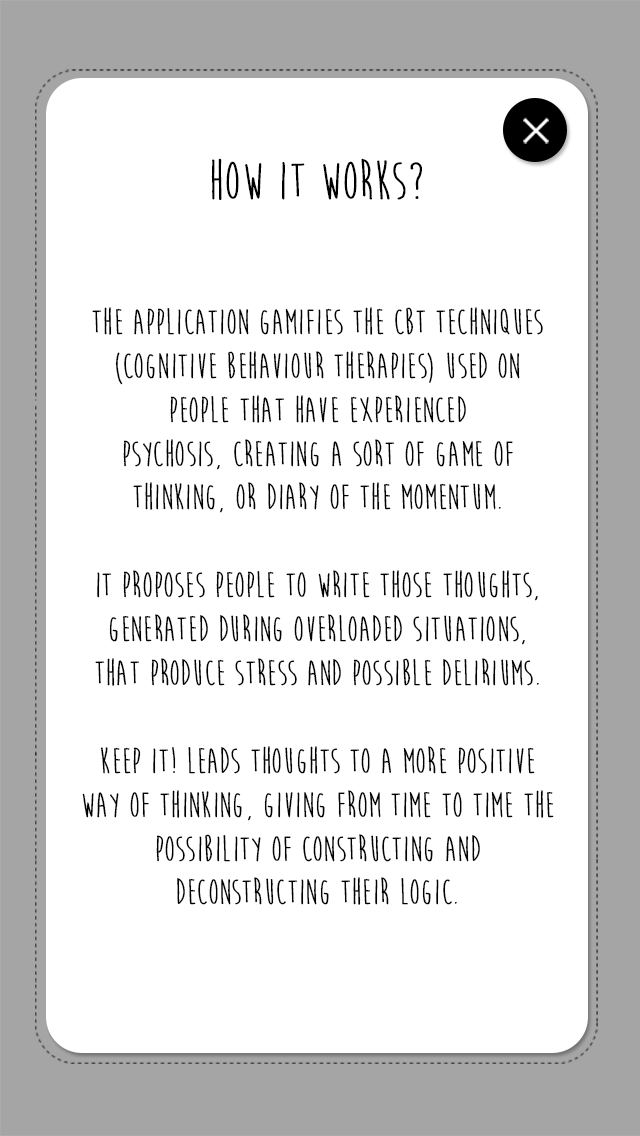 HOW IT WORKS?
THE APPLICATION GAMIFIES THE CBT TECHNIQUES
(COGNITIVE BEHAVIOUR THERAPIES) USED ON
PEOPLE THAT HAVE EXPERIENCED
PSYCHOSIS, CREATING A SORT OF GAME OF
THINKING, OR DIARY OF THE MOMENTUM.
IT PROPOSES PEOPLE TO WRITE THOSE THOUGHTS,
GENERATED DURING OVERLOADED SITUATIONS,
THAT PRODUCE STRESS AND POSSIBLE DELIRIUMS.
KEEP IT! LEADS THOUGHTS TO A MORE POSITIVE
WAY OF THINKING, GIVING FROM TIME TO TIME THE
POSSIBILITY OF CONSTRUCTING AND
DECONSTRUCTING THEIR LOGIC.